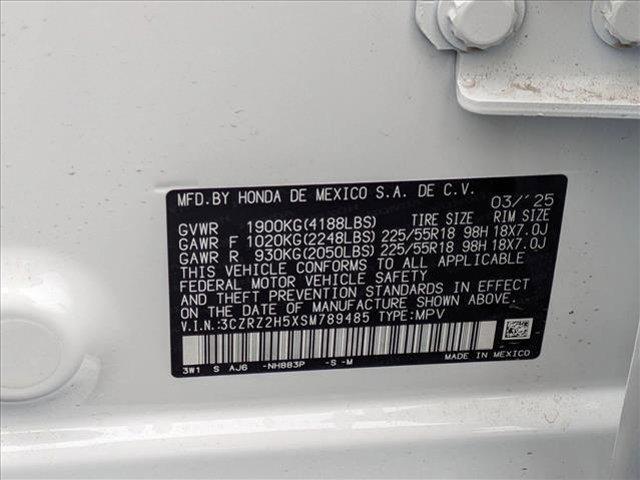 MFD.BY HONDA DE MEXICO S.A. DE C.V. 03/'25
GVWR 1900KG(4188LBS) TIRE SIZE RIM SIZE
GAWR F 1020KG(2248LBS) 225/55R18 98H 18X7.0J
GAWR R 930KG(2050LBS) 225/55R18 98H 18X7.0J
THIS VEHICLE CONFORMS TO ALL APPLICABLE
FEDERAL MOTOR VEHICLE SAFETY
STANDARDS IN EFFECT
ON THE DATE OF MANUFACTURE SHOWN ABOVE.
V.I.N.:3CZRZ2H5XSM789485 TYPE:MPV
3W1 S AJ6 -NH883P -S -M MADE IN MEXICO